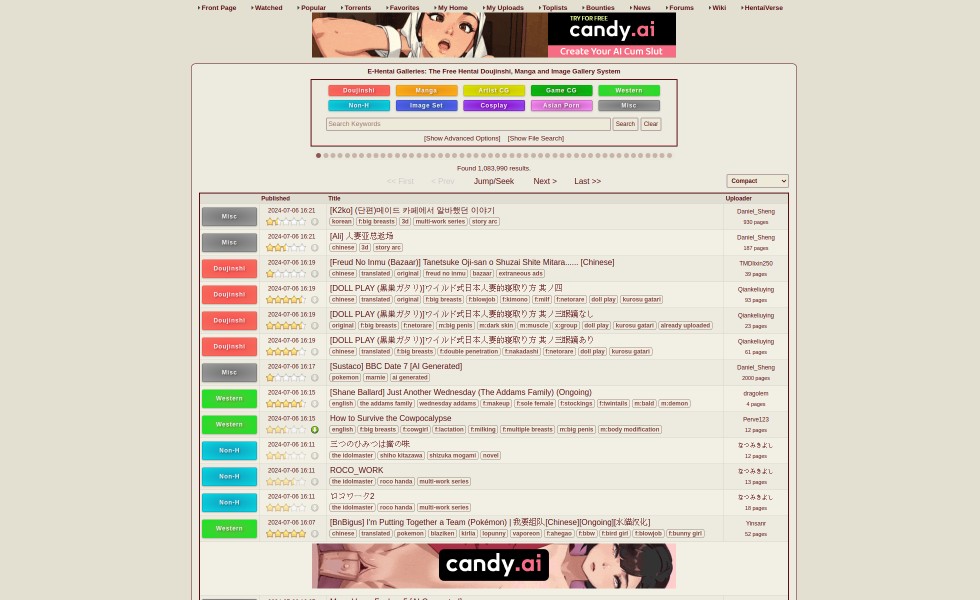 Front Page Watched Popular Torrents Favorites My Home My Uploads Toplists Bounties News Forums Wiki HentaiVerse
TRY FOR FREE
candy.ai
Create Your AI Cum Slut
E-Hentai Galleries: The Free Hentai Doujinshi, Manga and Image Gallery System
Doujinshi Manga Artist CG Game CG Western
Non-H Image Set Cosplay Asian Porn Misc
Search Keywords Search Clear
[Show Advanced Options] [Show File Search]
Found 1,083,990 results.
<< First < Prev Jump/Seek Next > Last >> Compact
Published Title Uploader
Misc 2024-07-06 16:21 [K2ko] (단편)메이드 카페에서 알바했던 이야기 Daniel_Sheng
korean f:big breasts 3d multi-work series story arc 930 pages
Misc 2024-07-06 16:21 [Ali] 人妻亚总返场 Daniel_Sheng
chinese 3d story arc 187 pages
Doujinshi 2024-07-06 16:19 [Freud No Inmu (Bazaar)] Tanetsuke Oji-san o Shuzai Shite Mitara...... [Chinese] TMDlixin250
chinese translated original freud no inmu bazaar extraneous ads 39 pages
Doujinshi 2024-07-06 16:19 [DOLL PLAY (黒巣ガタリ)]ワイルド式日本人妻的寝取り方 其ノ四 Qiankeliuying
chinese translated original f:big breasts f:blowjob f:kimono f:milf f:netorare doll play kurosu gatari 93 pages
Doujinshi 2024-07-06 16:19 [DOLL PLAY (黒巣ガタリ)]ワイルド式日本人妻的寝取り方 其ノ三眼鏡なし Qiankeliuying
original f:big breasts f:netorare m:big penis m:dark skin m:muscle x:group doll play kurosu gatari already uploaded 23 pages
Doujinshi 2024-07-06 16:19 [DOLL PLAY (黒巣ガタリ)]ワイルド式日本人妻的寝取り方 其ノ三眼鏡あり Qiankeliuying
chinese translated f:big breasts f:double penetration f:nakadashi f:netorare doll play kurosu gatari 61 pages
Misc 2024-07-06 16:17 [Sustaco] BBC Date 7 [AI Generated] Daniel_Sheng
pokemon marnie ai generated 2000 pages
Western 2024-07-06 16:15 [Shane Ballard] Just Another Wednesday (The Addams Family) (Ongoing) dragolem
english the addams family wednesday addams f:makeup f:sole female f:stockings f:twintails m:bald m:demon 4 pages
Western 2024-07-06 16:15 How to Survive the Cowpocalypse Perve123
english f:big breasts f:cowgirl f:lactation f:milking f:multiple breasts m:big penis m:body modification 12 pages
Non-H 2024-07-06 16:11 三つのひみつは蜜の味 なつみきよし
the idolmaster shiho kitazawa shizuka mogami novel 12 pages
Non-H 2024-07-06 16:11 ROCO_WORK なつみきよし
the idolmaster roco handa multi-work series 13 pages
Non-H 2024-07-06 16:11 ロコワーク2 なつみきよし
the idolmaster roco handa multi-work series 18 pages
Western 2024-07-06 16:07 [BnBigus] I'm Putting Together a Team (Pokémon) | 我要组队[Chinese][Ongoing][水猫汉化] Yinsanr
chinese translated pokemon blaziken kirlia lopunny vaporeon f:ahegao f:bbw f:bird girl f:blowjob f:bunny girl 52 pages
candy.ai